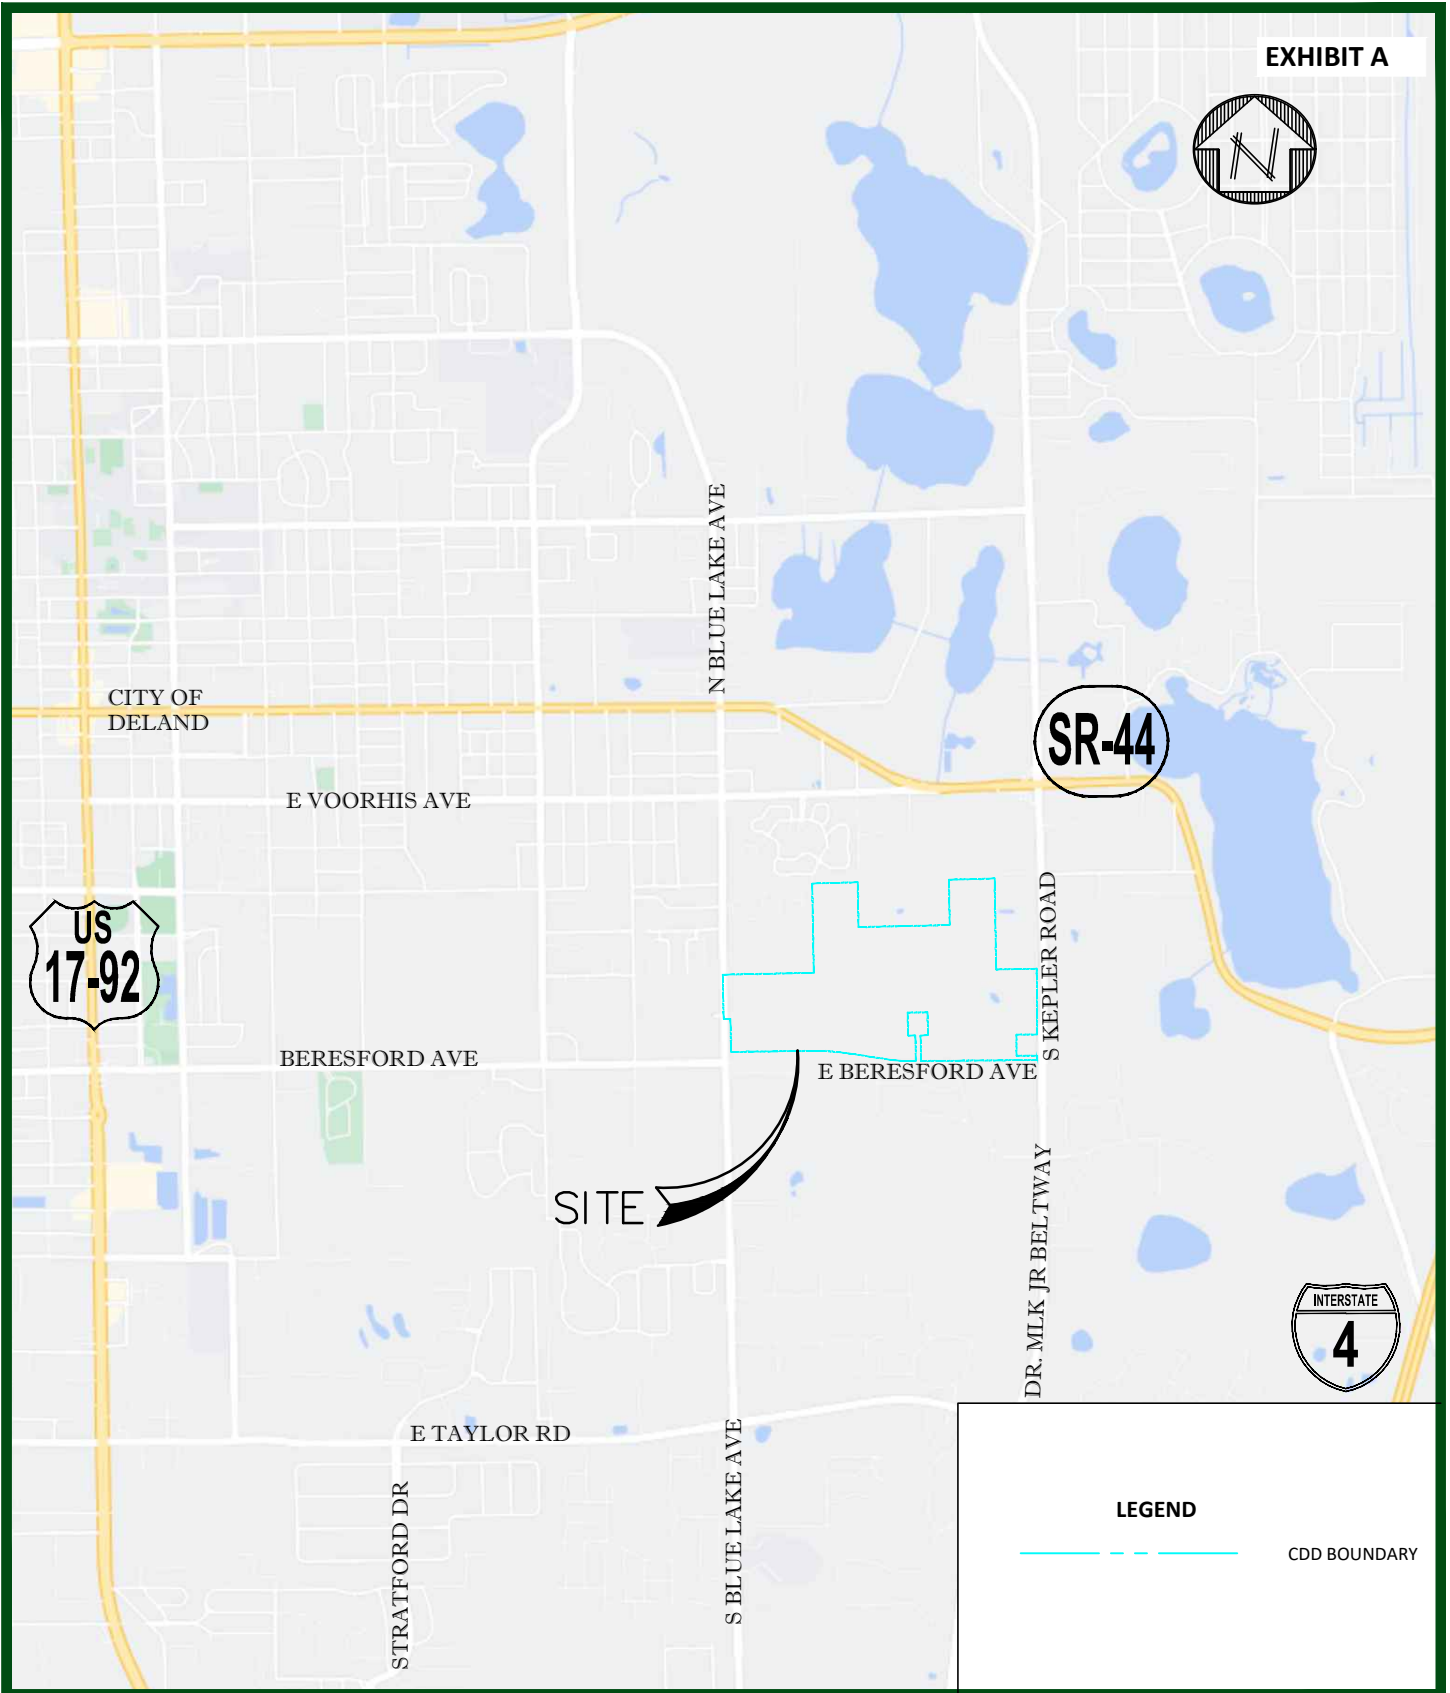 EXHIBIT A
N
N BLUE LAKE AVE
CITY OF
DELAND
SR-44
E VOORHIS AVE
S KEPLER ROAD
US
17-92
BERESFORD AVE
E BERESFORD AVE
SITE
DR. MLK JR BELTWAY
INTERSTATE
4
E TAYLOR RD
S BLUE LAKE AVE
STRATFORD DR
LEGEND
CDD BOUNDARY